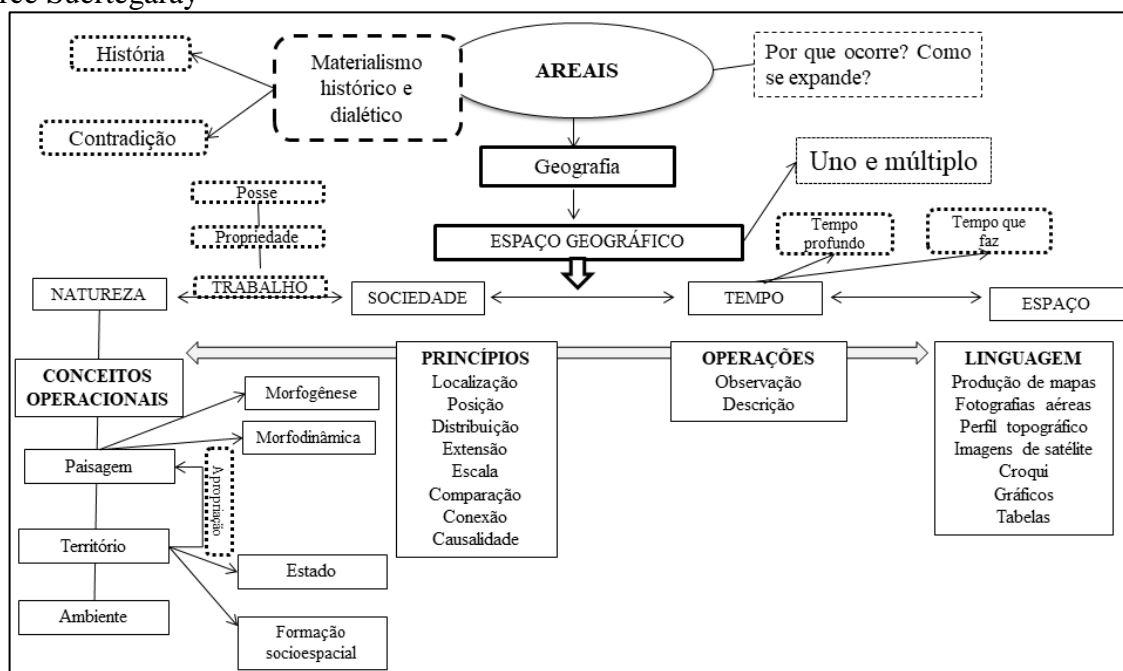 Suertegaray
História
Materialismo
histórico e
dialético
AREAIS
Por que ocorre? Como
se expande?
Contradição
Geografia
Uno e múltiplo
Posse
Propriedade
TRABALHO
ESPAÇO GEOGRÁFICO
Tempo
profundo
Tempo que
faz
NATUREZA
SOCIEDADE
TEMPO
ESPAÇO
CONCEITOS
OPERACIONAIS
Morfogênese
Morfodinâmica
Paisagem
Apropriação
Território
Estado
Ambiente
Formação
socioespacial
PRINCÍPIOS
Localização
Posição
Distribuição
Extensão
Escala
Comparação
Conexão
Causalidade
OPERAÇÕES
Observação
Descrição
LINGUAGEM
Produção de mapas
Fotografias aéreas
Perfil topográfico
Imagens de satélite
Croqui
Gráficos
Tabelas